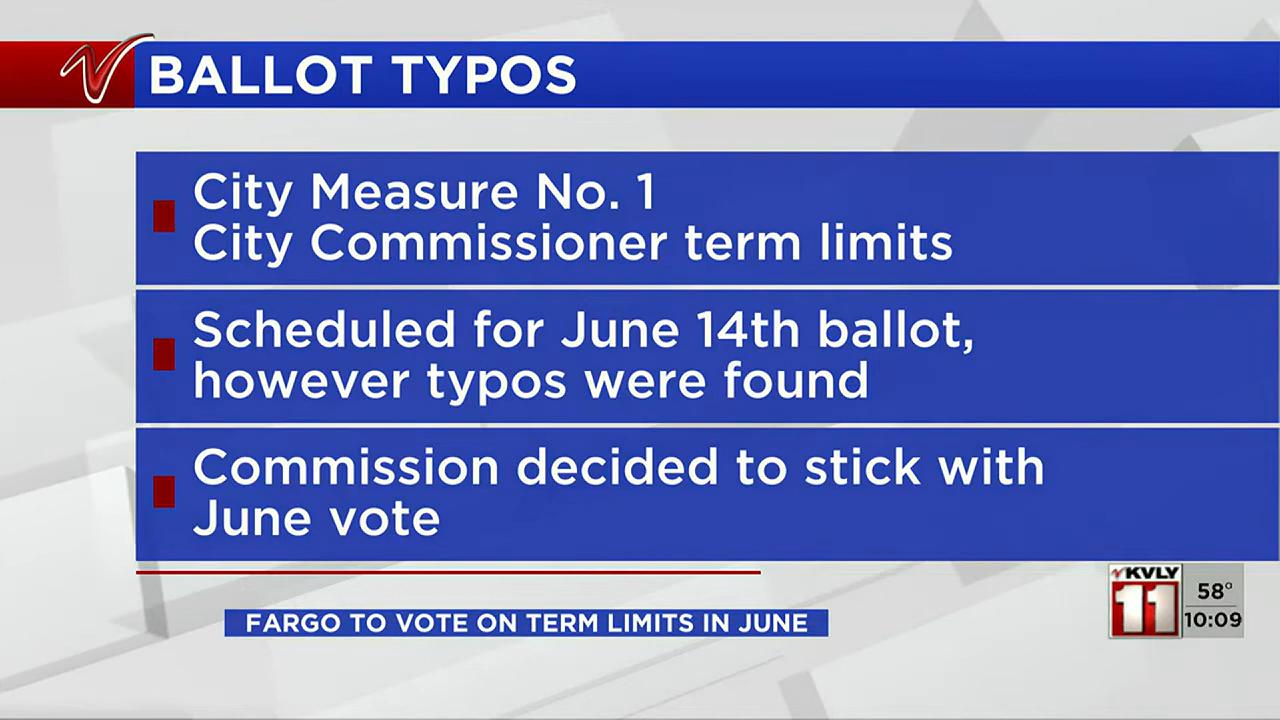 BALLOT TYPOS
City Measure No. 1
City Commissioner term limits
Scheduled for June 14th ballot,
however typos were found
Commission decided to stick with
June vote
FARGO TO VOTE ON TERM LIMITS IN JUNE
KVLY
11
58°
10:09